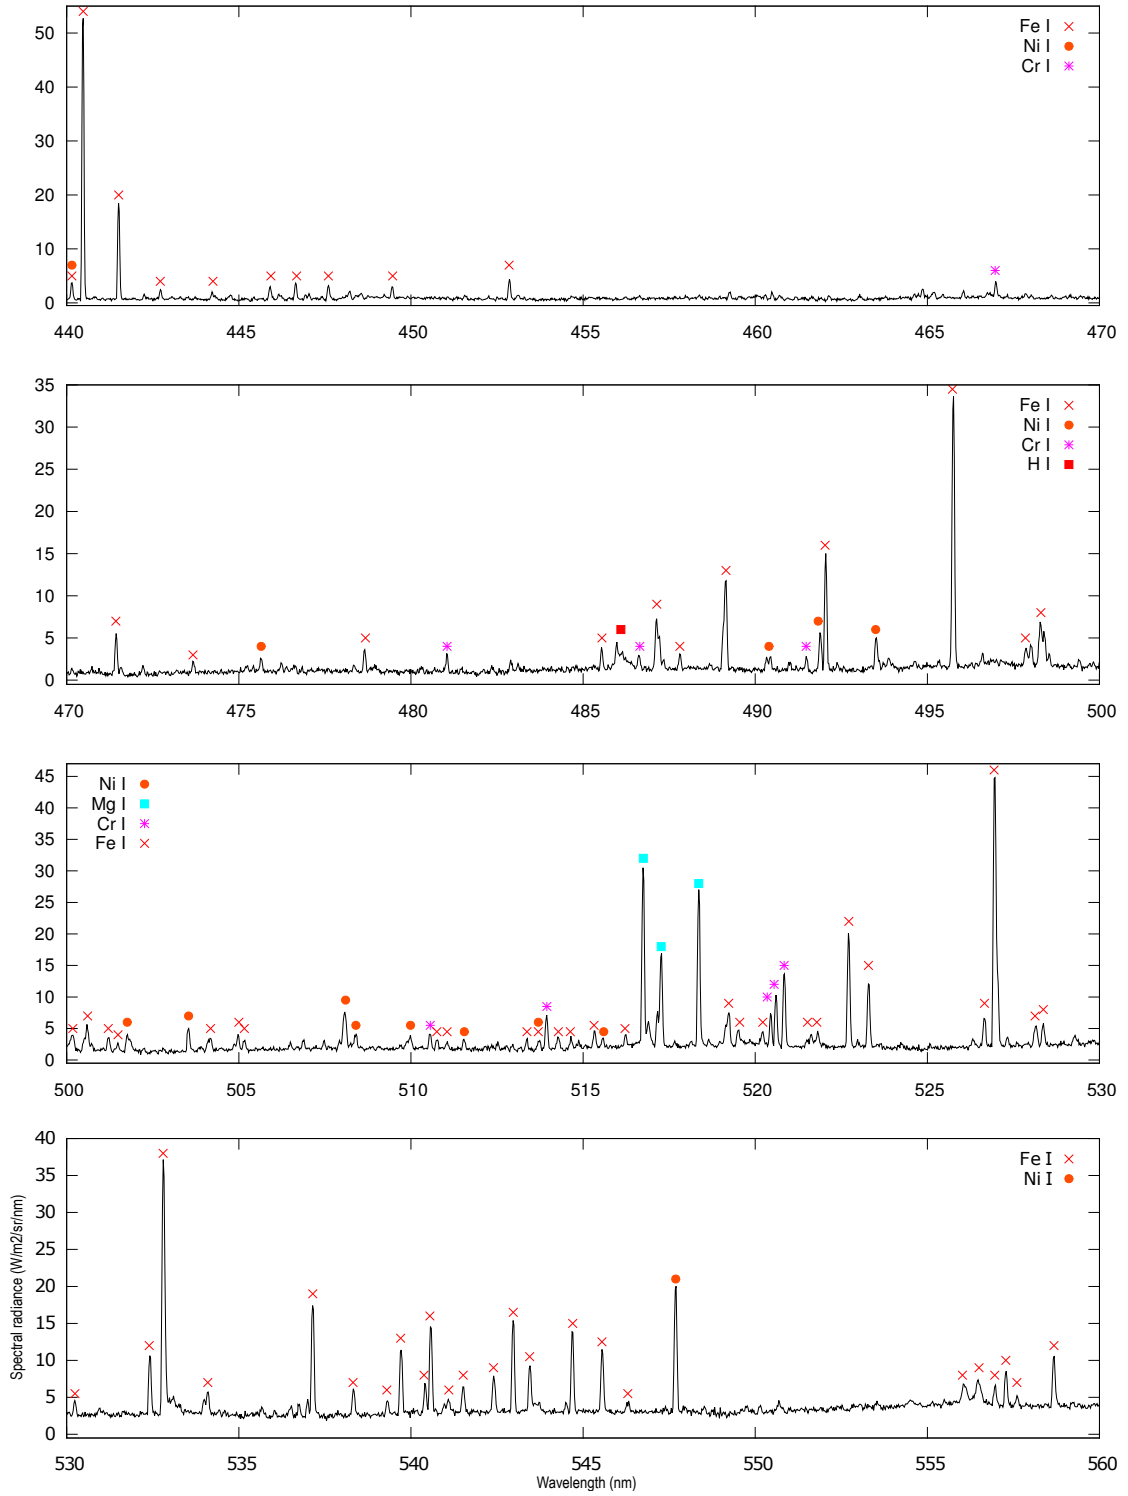 50
40
30
20
10
0
Fe I
Ni I
Cr I
440 445 450 455 460 465 470
35
30
25
20
15
10
5
0
Fe I
Ni I
Cr I
H I
470 475 480 485 490 495 500
45
40
35
30
25
20
15
10
5
0
Ni I
Mg I
Cr I
Fe I
500 505 510 515 520 525 530
Spectral radiance (W/m2/sr/nm)
40
35
30
25
20
15
10
5
0
Fe I
Ni I
530 535 540 545 550 555 560
Wavelength (nm)